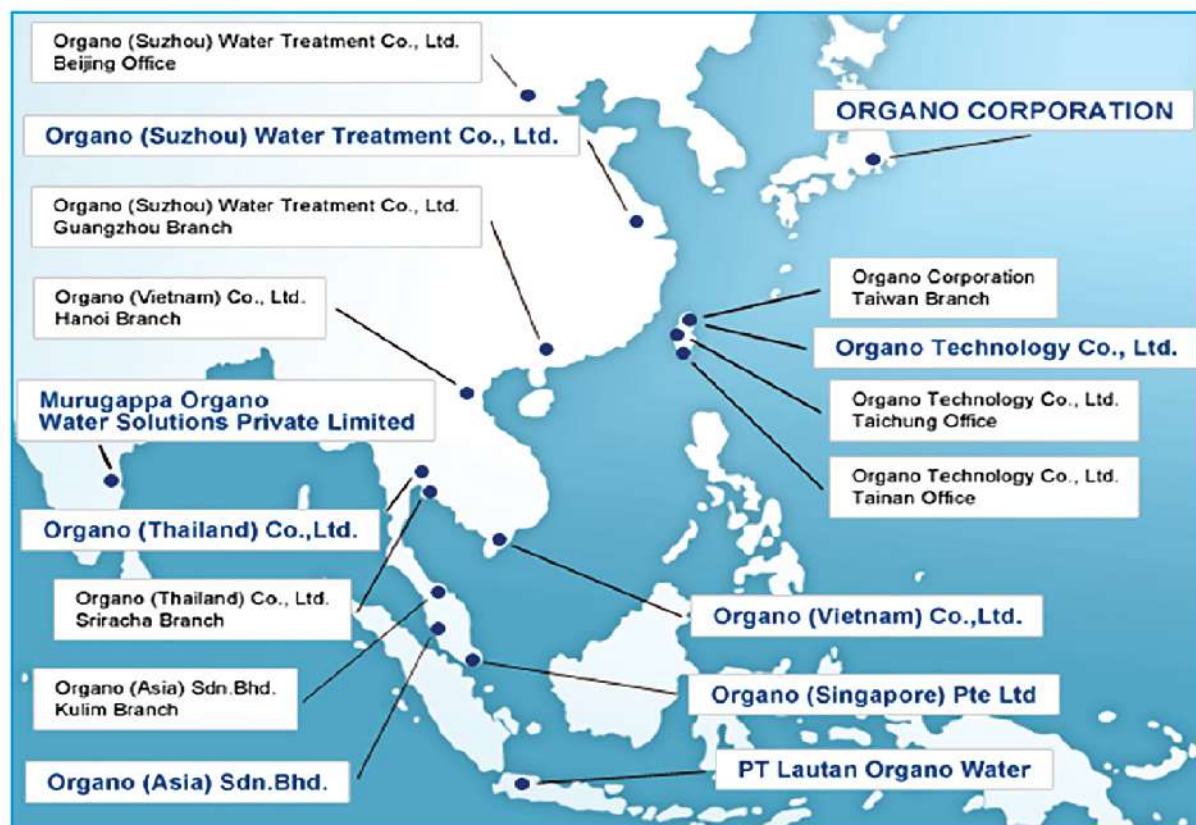 Organo (Suzhou) Water Treatment Co., Ltd.
Beijing Office
ORGANO CORPORATION
Organo (Suzhou) Water Treatment Co., Ltd.
Organo (Suzhou) Water Treatment Co., Ltd.
Guangzhou Branch
Organo (Vietnam) Co., Ltd.
Hanoi Branch
Organo Corporation
Taiwan Branch
Organo Technology Co., Ltd.
Murugappa Organo
Water Solutions Private Limited
Organo Technology Co., Ltd.
Taichung Office
Organo Technology Co., Ltd.
Tainan Office
Organo (Thailand) Co.,Ltd.
Organo (Thailand) Co., Ltd.
Sriracha Branch
Organo (Vietnam) Co.,Ltd.
Organo (Asia) Sdn.Bhd.
Kulim Branch
Organo (Singapore) Pte Ltd
Organo (Asia) Sdn.Bhd.
PT Lautan Organo Water